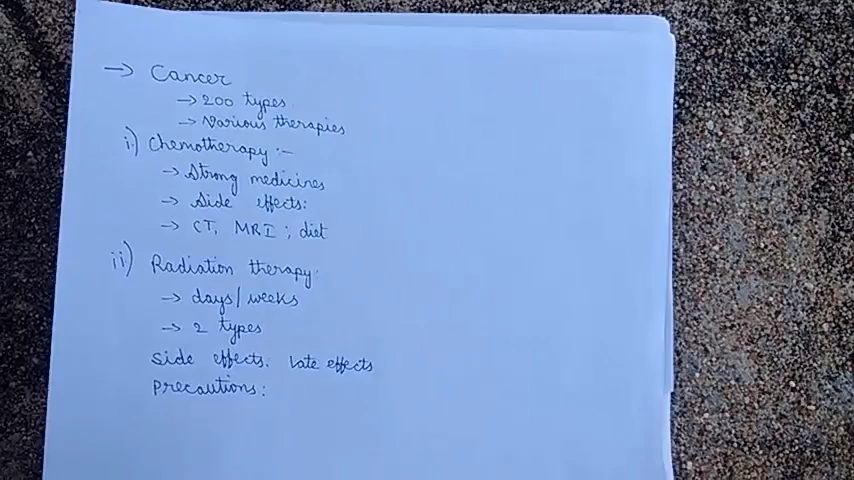 → Cancer
→ 200 types
→ Various therapies
i) Chemotherapy :-
→ Strong medicines
→ Side effects:
→ CT, MRI ; diet
ii) Radiation therapy:
→ days/weeks
→ 2 types
Side effects: Late effects
Precautions: